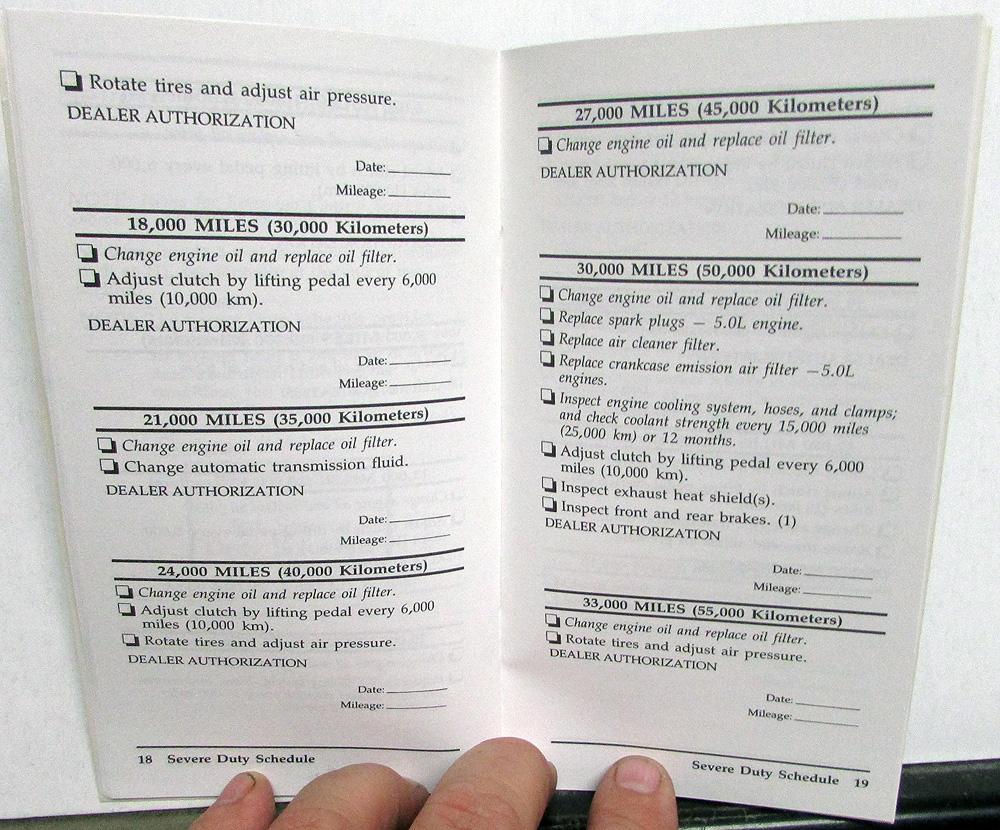 Rotate tires and adjust air pressure.
DEALER AUTHORIZATION
Date:
Mileage:
18,000 MILES (30,000 Kilometers)
Change engine oil and replace oil filter.
Adjust clutch by lifting pedal every 6,000
miles (10,000 km).
DEALER AUTHORIZATION
Date:
Mileage:
21,000 MILES (35,000 Kilometers)
Change engine oil and replace oil filter.
Change automatic transmission fluid.
DEALER AUTHORIZATION
Date:
Mileage:
24,000 MILES (40,000 Kilometers)
Change engine oil and replace oil filter.
Adjust clutch by lifting pedal every 6,000
miles (10,000 km).
Rotate tires and adjust air pressure.
DEALER AUTHORIZATION
Date:
Mileage:
18 Severe Duty Schedule
27,000 MILES (45,000 Kilometers)
Change engine oil and replace oil filter.
DEALER AUTHORIZATION
Date:
Mileage:
30,000 MILES (50,000 Kilometers)
Change engine oil and replace oil filter.
Replace spark plugs — 5.0L engine.
Replace air cleaner filter.
Replace crankcase emission air filter —5.0L
engines.
Inspect engine cooling system, hoses, and clamps;
and check coolant strength every 15,000 miles
(25,000 km) or 12 months.
Adjust clutch by lifting pedal every 6,000
miles (10,000 km).
Inspect exhaust heat shield(s).
Inspect front and rear brakes. (1)
DEALER AUTHORIZATION
Date:
Mileage:
33,000 MILES (55,000 Kilometers)
Change engine oil and replace oil filter.
Rotate tires and adjust air pressure.
DEALER AUTHORIZATION
Date:
Mileage:
Severe Duty Schedule 19